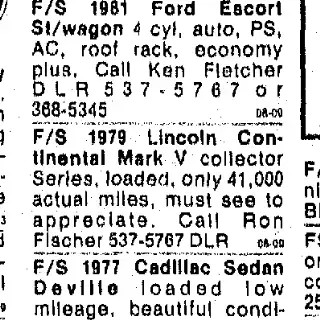 F/S 1981 Ford Escort
St/wagon 4 cyl, auto, PS,
AC, roof rack, economy
plus, Call Ken Fletcher
DLR 537-5767 or
368-5345
F/S 1979 Lincoln Con-
tinental Mark V collector
Series, loaded, only 41,000
actual miles, must see to
appreciate. Call Ron
Fischer 537-5767 DLR
F/S 1977 Cadillac Sedan
Deville loaded low
mileage, beautiful condi-